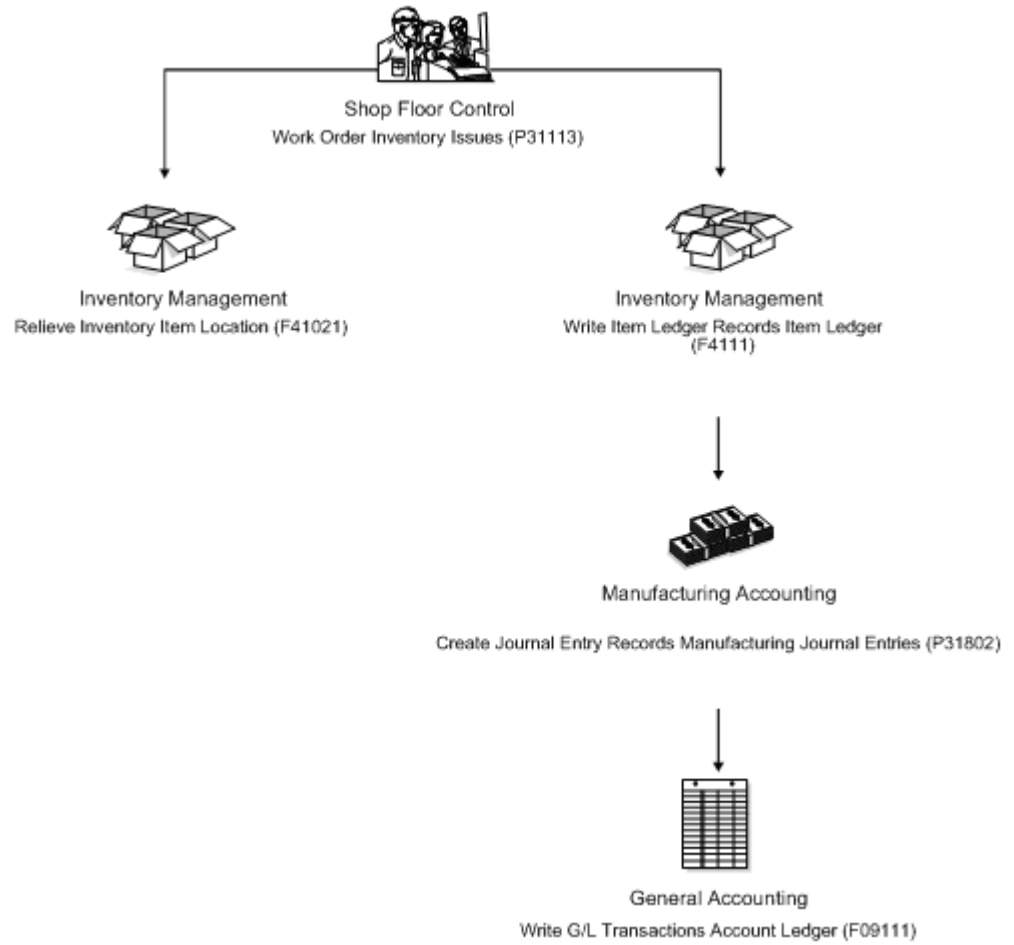 Shop Floor Control
Work Order Inventory Issues (P31113)
Inventory Management
Relieve Inventory Item Location (F41021)
Inventory Management
Write Item Ledger Records Item Ledger
(F4111)
Manufacturing Accounting
Create Journal Entry Records Manufacturing Journal Entries (P31802)
General Accounting
Write G/L Transactions Account Ledger (F09111)